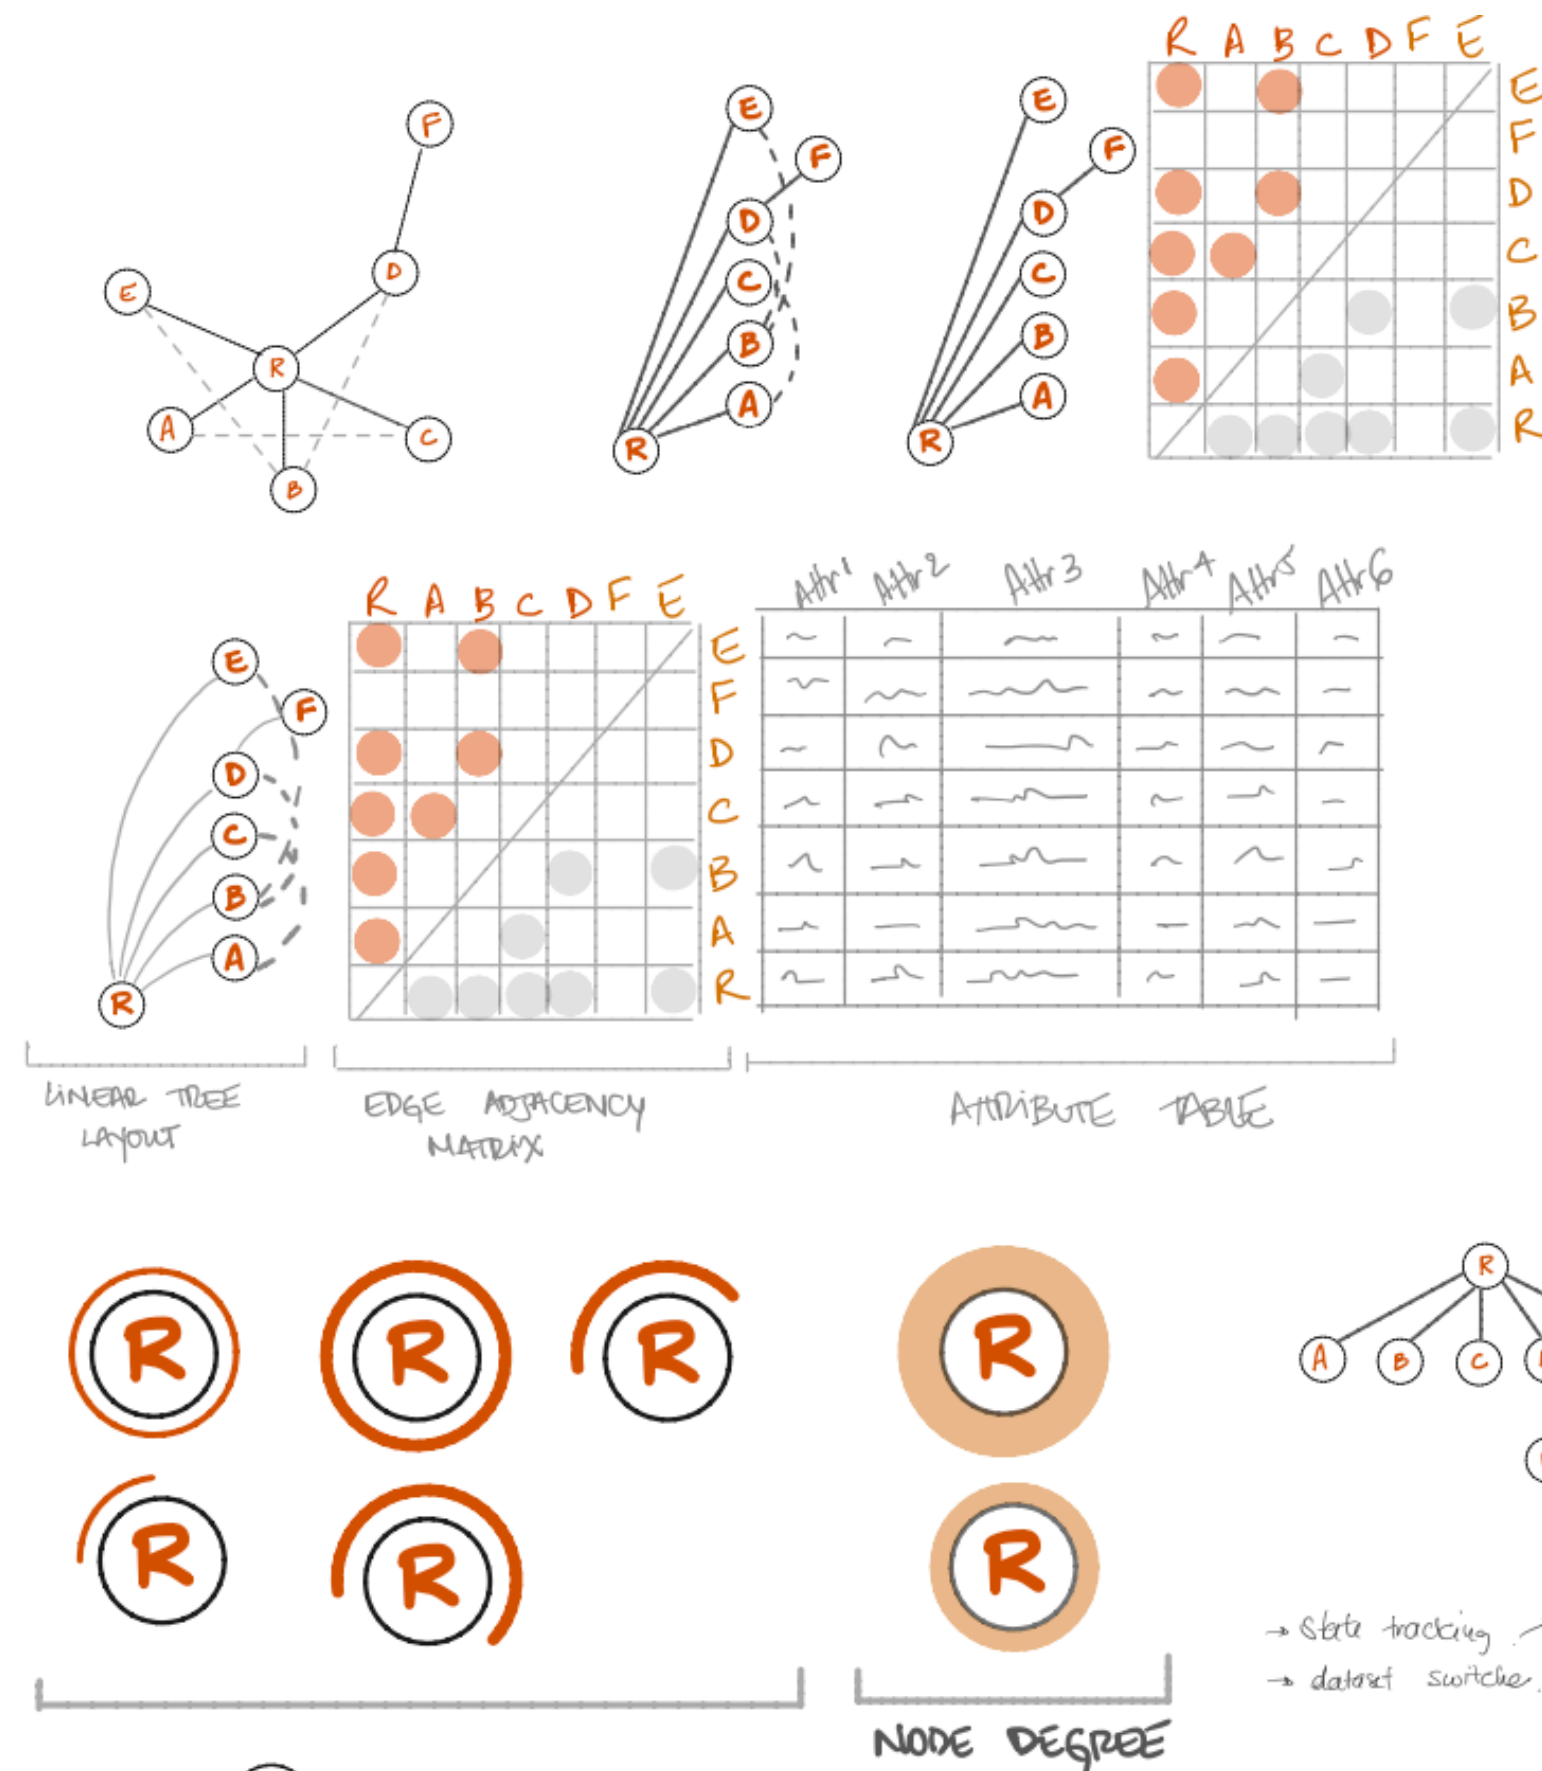 R A B C D F E
E
F
D
C
B
A
R
F
E
D
R
A
C
B
E
F
D
C
B
A
R
E
F
D
C
B
A
R
Attr1 Attr2 Attr3 Attr4 Attr5 Attr6
R A B C D F E
E
F
D
C
B
A
R
E
F
D
C
B
A
R
LINEAR TREE
LAYOUT
EDGE ADJACENCY
MATRIX
ATTRIBUTE TABLE
R R R R
R R R
R
A B C
→ state tracking
→ dataset switche
NODE DEGREE